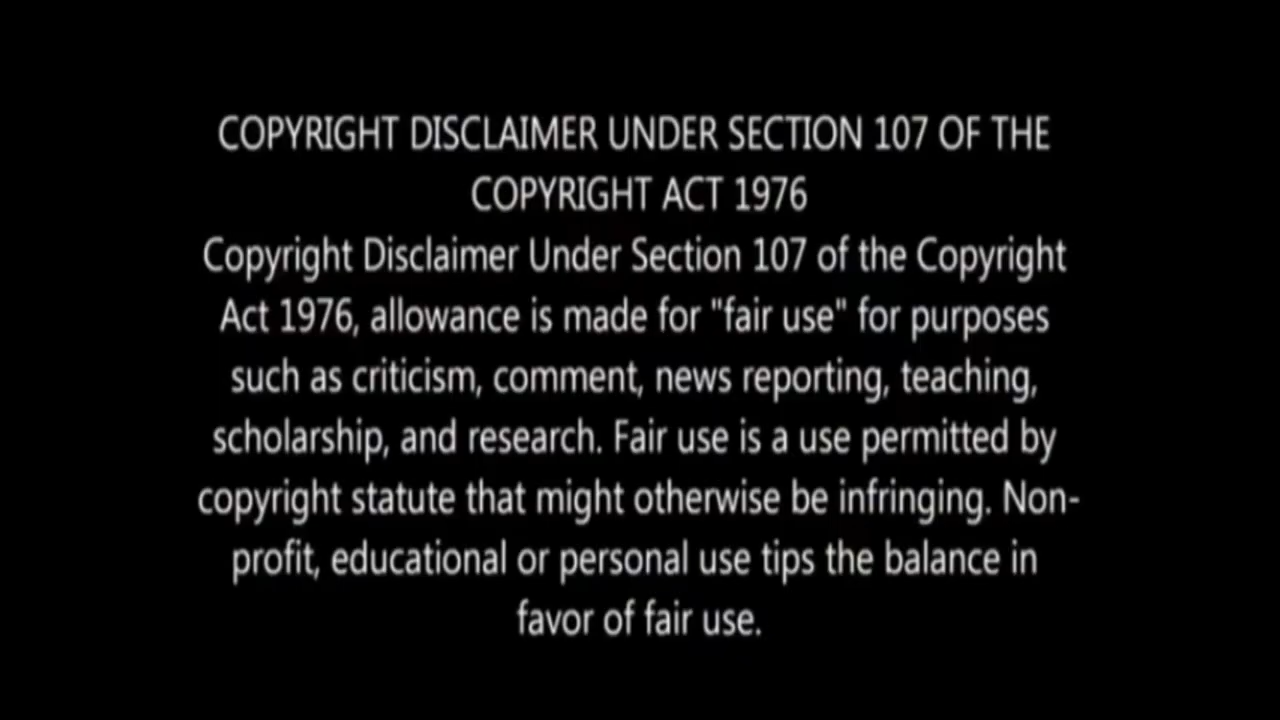 COPYRIGHT DISCLAIMER UNDER SECTION 107 OF THE
COPYRIGHT ACT 1976
Copyright Disclaimer Under Section 107 of the Copyright
Act 1976, allowance is made for "fair use" for purposes
such as criticism, comment, news reporting, teaching,
scholarship, and research. Fair use is a use permitted by
copyright statute that might otherwise be infringing. Non-
profit, educational or personal use tips the balance in
favor of fair use.